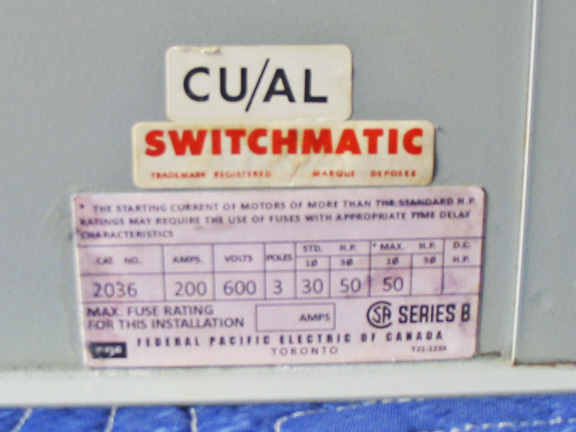 CU/AL
SWITCHMATIC
TRADEMARK REGISTERED MARQUE DEPOSEE
* THE STARTING CURRENT OF MOTORS OF MORE THAN THE STANDARD H.P.
RATINGS MAY REQUIRE THE USE OF FUSES WITH APPROPRIATE TIME DELAY
CHARACTERISTICS
CAT. NO. AMPS. VOLTS POLES STD. H.P. * MAX. H.P. D.C.
1Ø 3Ø 1Ø 3Ø H.P.
2036 200 600 3 30 50 50
MAX. FUSE RATING
FOR THIS INSTALLATION AMPS
SA SERIES B
FEDERAL PACIFIC ELECTRIC OF CANADA
TORONTO